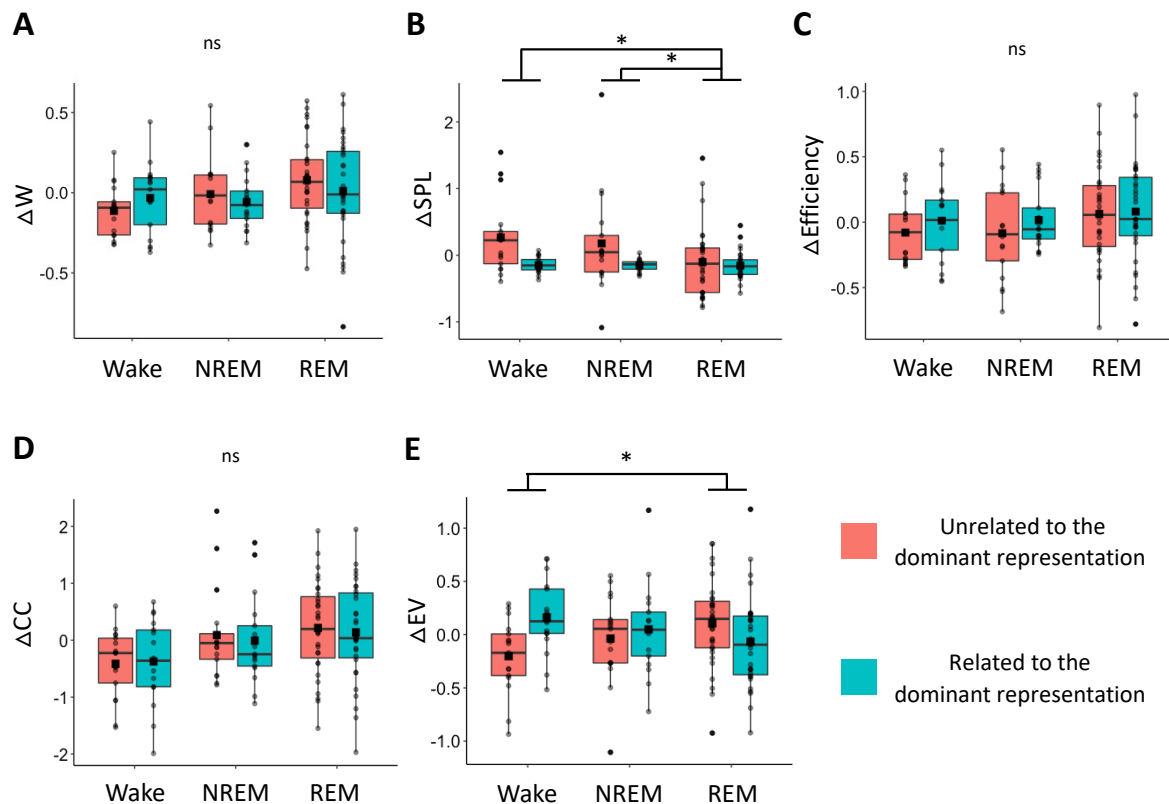 A
ns
ΔW
0.5
0.0
-0.5
Wake NREM REM
B
*
*
ΔSPL
2
1
0
-1
Wake NREM REM
C
ns
ΔEfficiency
1.0
0.5
0.0
-0.5
Wake NREM REM
D
ns
ΔCC
2
1
0
-1
-2
Wake NREM REM
E
*
ΔEV
1.0
0.5
0.0
-0.5
-1.0
Wake NREM REM
Unrelated to the
dominant representation
Related to the
dominant representation